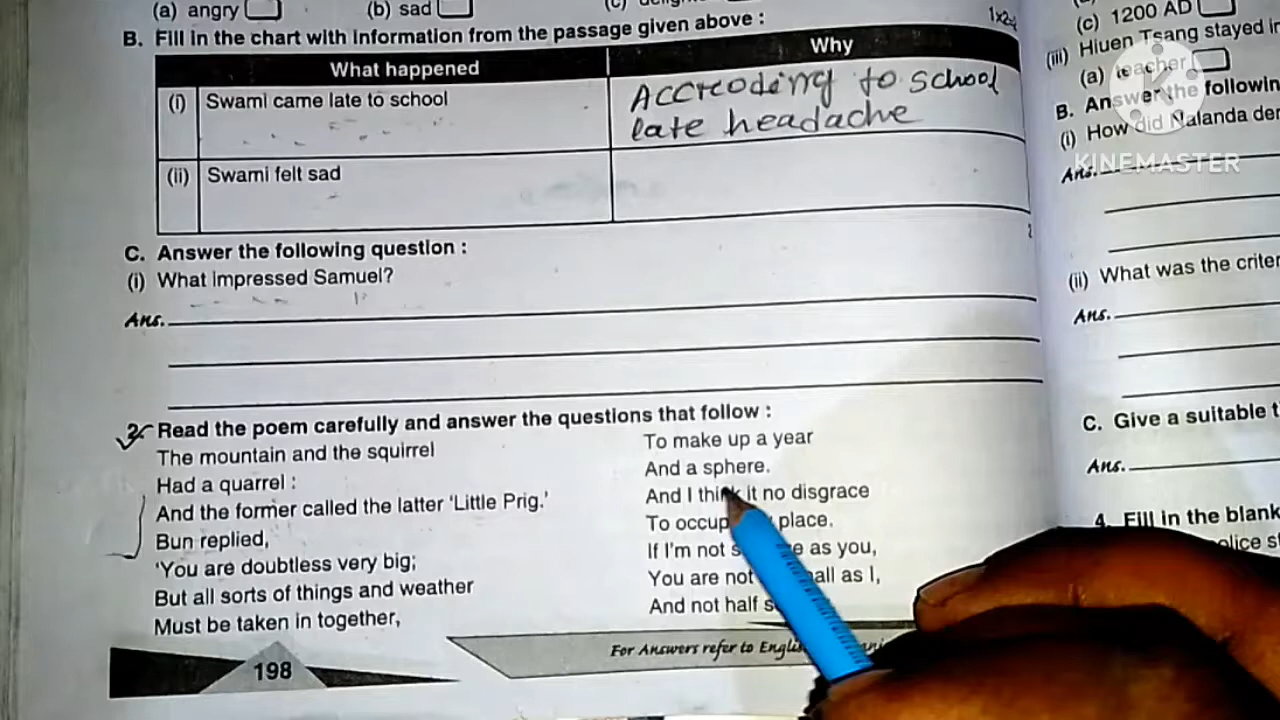 (a) angry
(b) sad
(c)
B. Fill in the chart with information from the passage given above :
1x2=
What happened
Why
(i) Swami came late to school
Accroding to school
late headache
(ii) Swami felt sad
2
C. Answer the following question :
(i) What impressed Samuel?
Ans.
2. Read the poem carefully and answer the questions that follow :
The mountain and the squirrel
Had a quarrel :
And the former called the latter 'Little Prig.'
Bun replied,
'You are doubtless very big;
But all sorts of things and weather
Must be taken in together,
To make up a year
And a sphere.
And I think it no disgrace
To occupy place.
If I'm not as you,
You are not as I,
And not half
198
For Answers refer to
(c) 1200 AD
(iii) Hiuen Tsang stayed in
(a) teacher
B. Answer the
(i) How did Nalanda
Ans.
(ii) What was the
Ans.
C. Give a suitable
Ans.
4. Fill in the
KINEMASTER